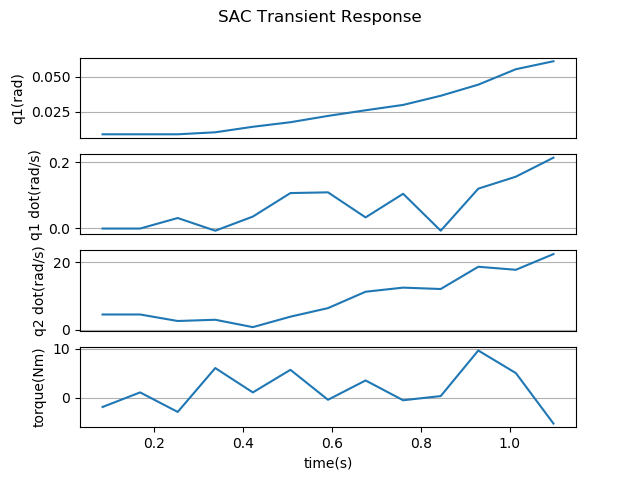 SAC Transient Response
q1(rad)
0.050
0.025
q1 dot(rad/s)
0.2
0.0
q2 dot(rad/s)
20
0
torque(Nm)
10
0
0.2 0.4 0.6 0.8 1.0
time(s)